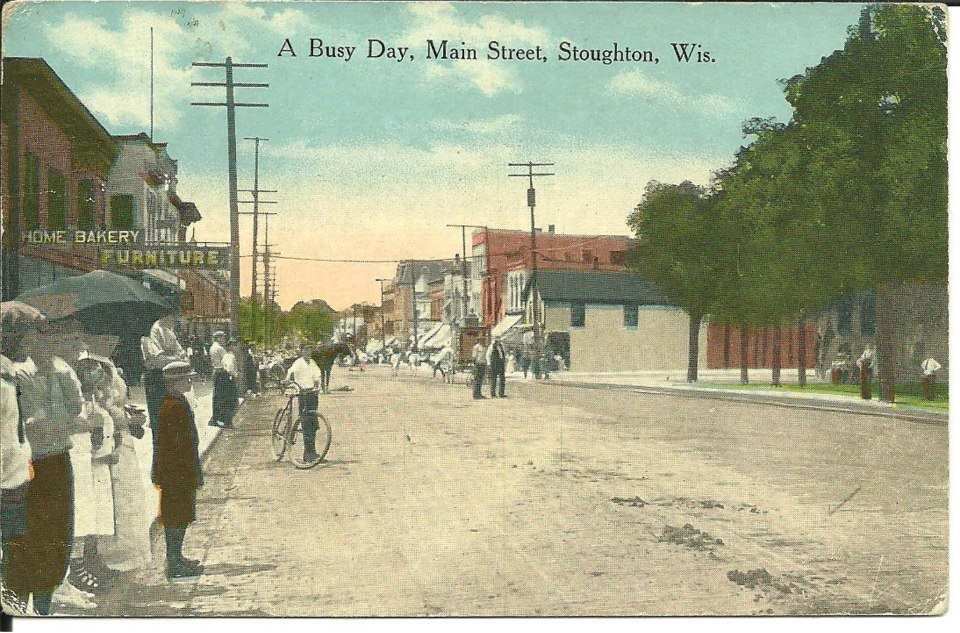 A Busy Day, Main Street, Stoughton, Wis.
HOME BAKERY
FURNITURE